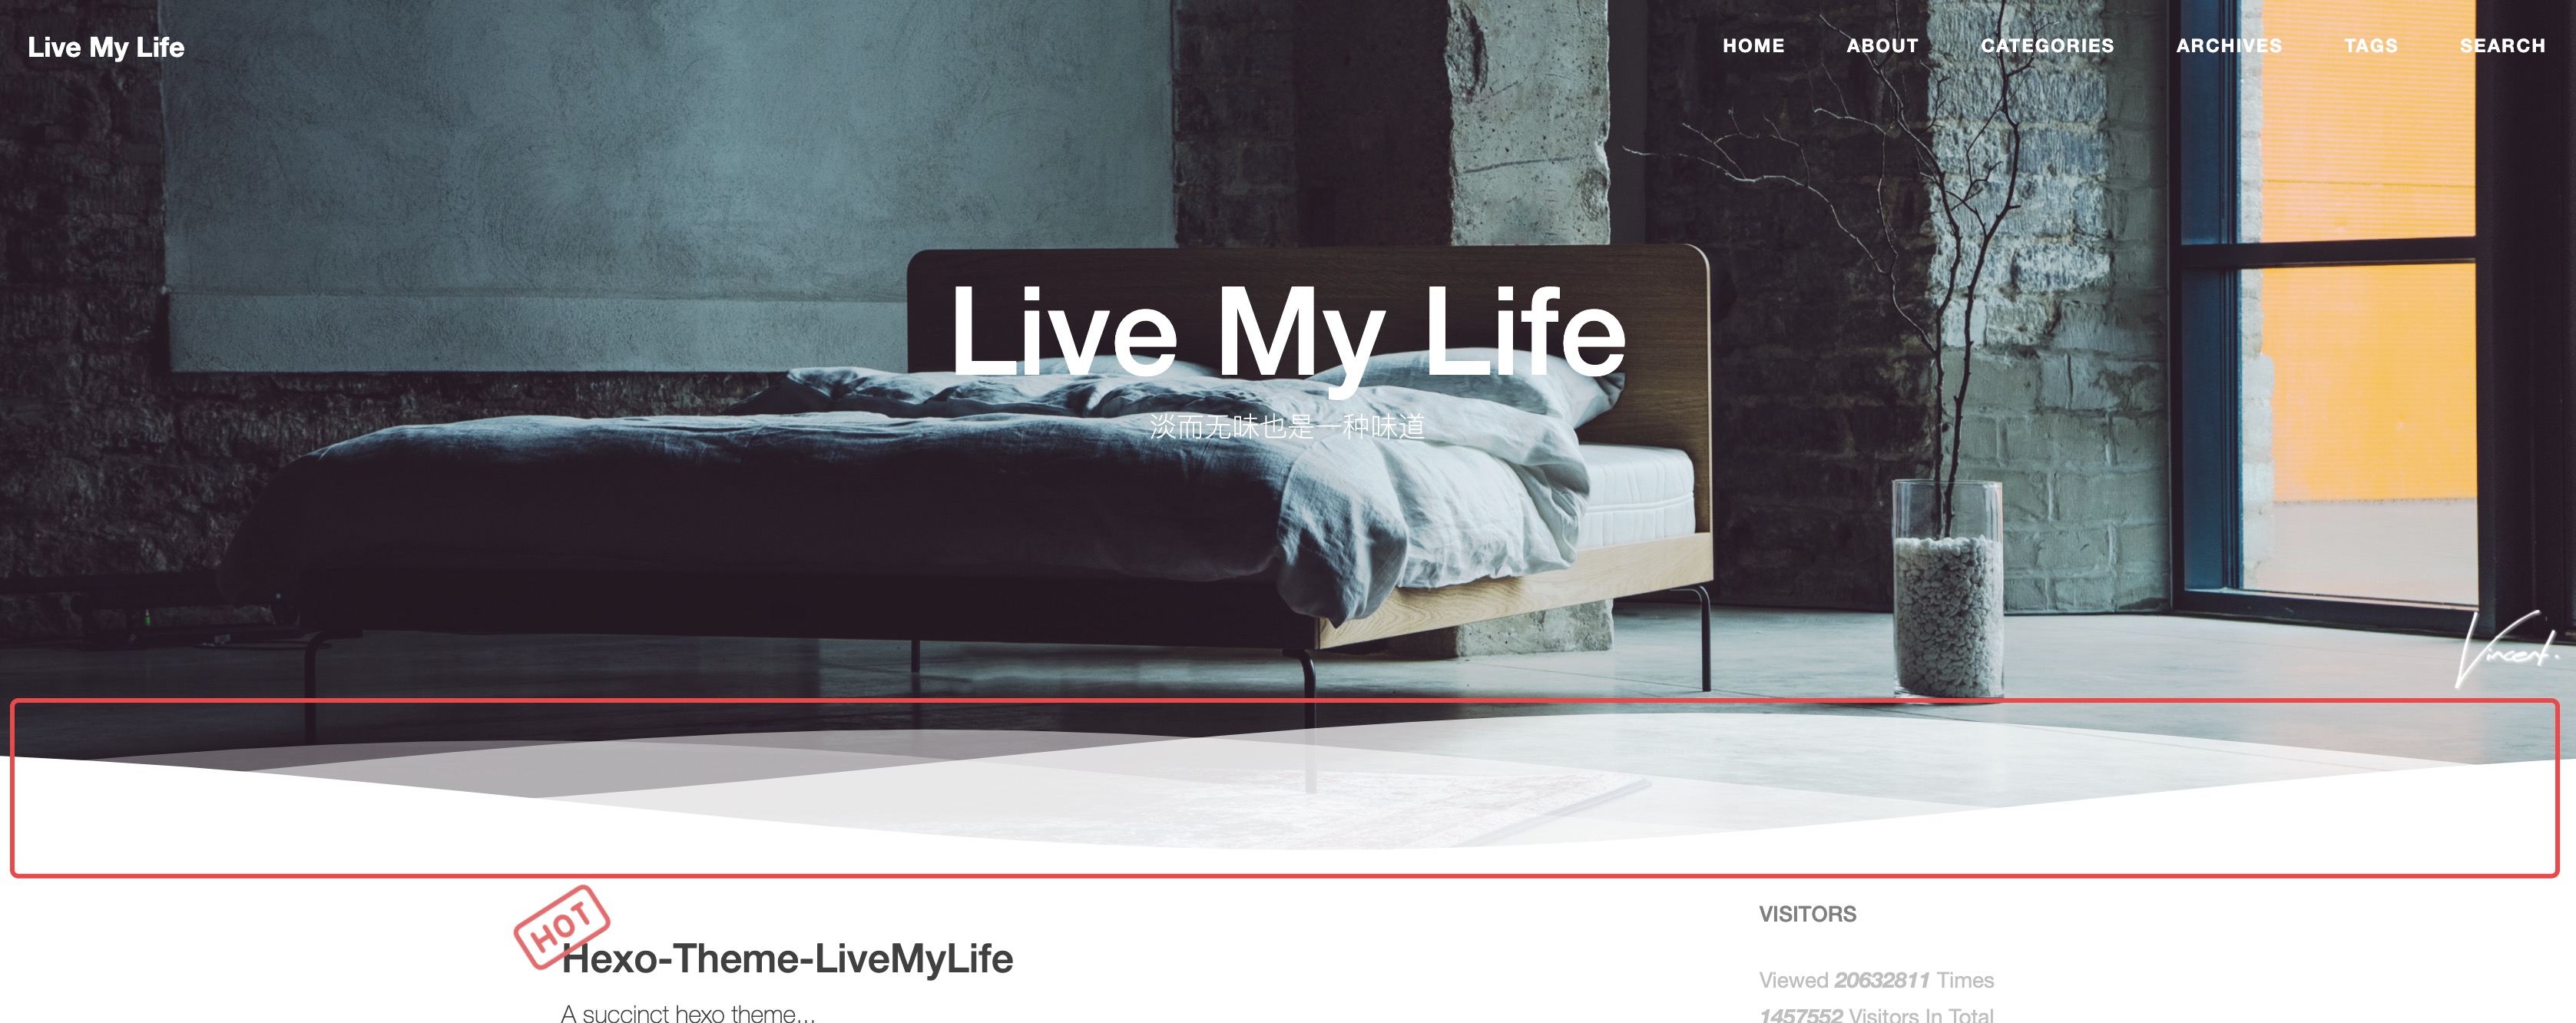 Live My Life
HOME ABOUT CATEGORIES ARCHIVES TAGS SEARCH
Live My Life
淡而无味也是一种味道
Vincent.
HOT
Hexo-Theme-LiveMyLife
A succinct hexo theme...
VISITORS
Viewed 20632811 Times
1457552 Visitors In Total